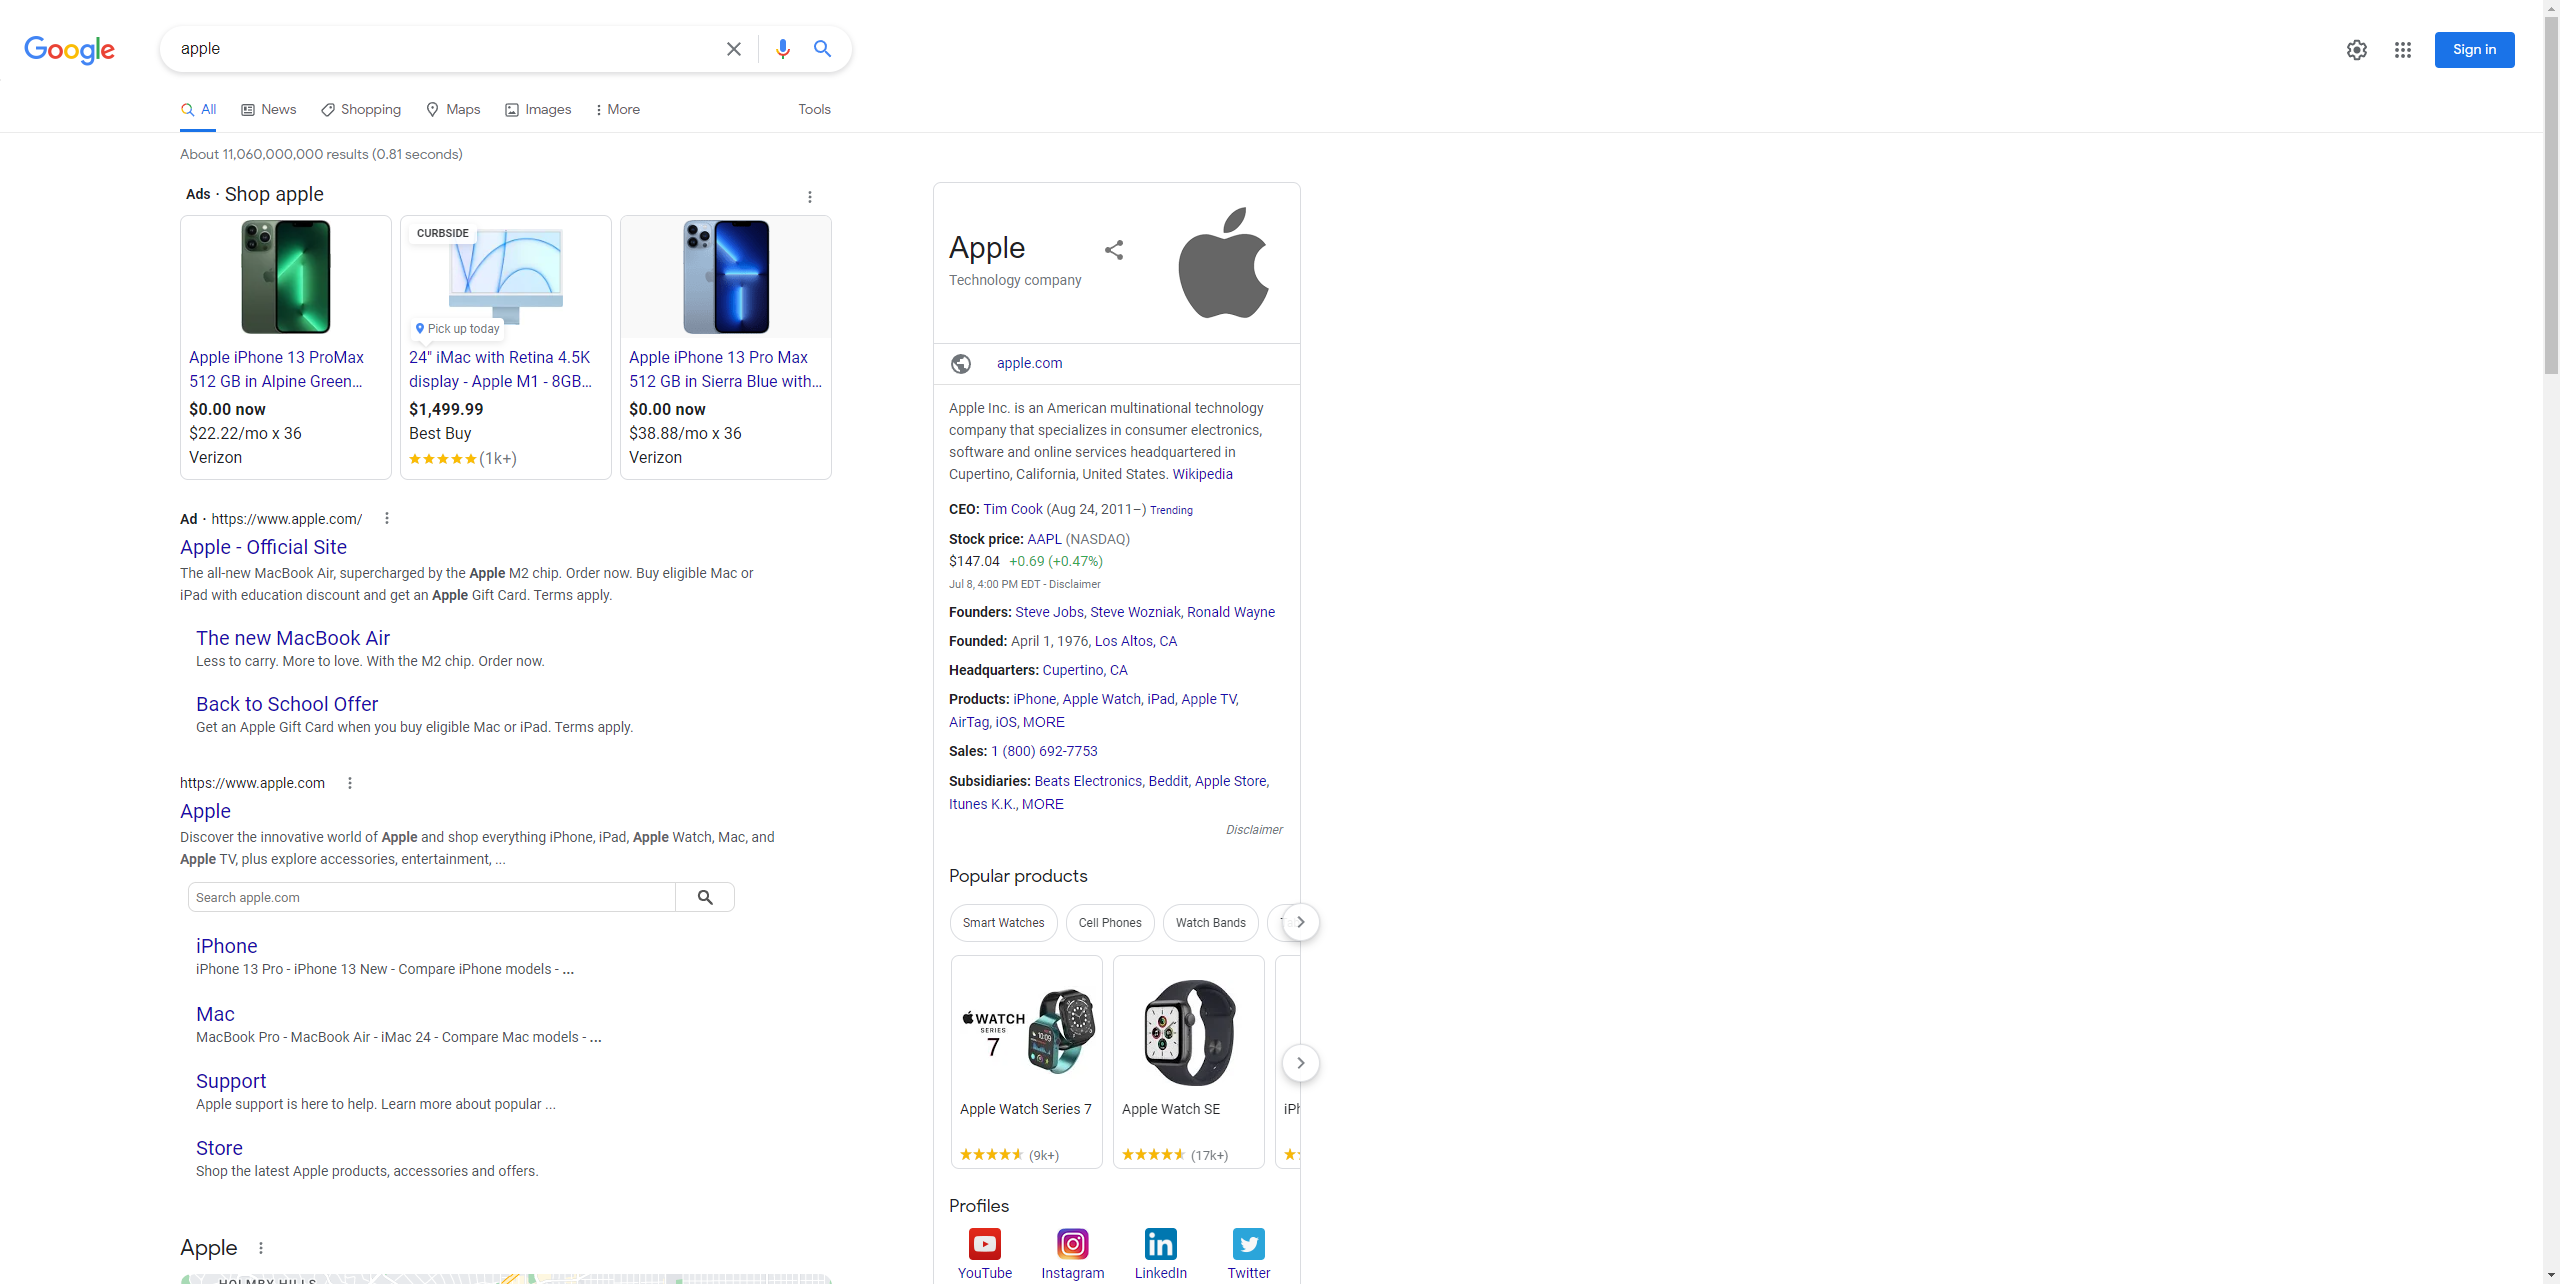 Google
apple
Sign in
All
News
Shopping
Maps
Images
More
Tools
About 11,060,000,000 results (0.81 seconds)
Ads · Shop apple
Apple iPhone 13 ProMax
512 GB in Alpine Green...
$0.00 now
$22.22/mo x 36
Verizon
CURBSIDE
Pick up today
24" iMac with Retina 4.5K
display - Apple M1 - 8GB...
$1,499.99
Best Buy
(1k+)
Apple iPhone 13 Pro Max
512 GB in Sierra Blue with...
$0.00 now
$38.88/mo x 36
Verizon
Ad · https://www.apple.com/
Apple - Official Site
The all-new MacBook Air, supercharged by the Apple M2 chip. Order now. Buy eligible Mac or
iPad with education discount and get an Apple Gift Card. Terms apply.
The new MacBook Air
Less to carry. More to love. With the M2 chip. Order now.
Back to School Offer
Get an Apple Gift Card when you buy eligible Mac or iPad. Terms apply.
https://www.apple.com
Apple
Discover the innovative world of Apple and shop everything iPhone, iPad, Apple Watch, Mac, and
Apple TV, plus explore accessories, entertainment, ...
Search apple.com
iPhone
iPhone 13 Pro - iPhone 13 New - Compare iPhone models - ...
Mac
MacBook Pro - MacBook Air - iMac 24 - Compare Mac models - ...
Support
Apple support is here to help. Learn more about popular ...
Store
Shop the latest Apple products, accessories and offers.
Apple
HOLMBY HILLS
Apple
Technology company
apple.com
Apple Inc. is an American multinational technology
company that specializes in consumer electronics,
software and online services headquartered in
Cupertino, California, United States. Wikipedia
CEO: Tim Cook (Aug 24, 2011–) Trending
Stock price: AAPL (NASDAQ)
$147.04 +0.69 (+0.47%)
Jul 8, 4:00 PM EDT - Disclaimer
Founders: Steve Jobs, Steve Wozniak, Ronald Wayne
Founded: April 1, 1976, Los Altos, CA
Headquarters: Cupertino, CA
Products: iPhone, Apple Watch, iPad, Apple TV,
AirTag, iOS, MORE
Sales: 1 (800) 692-7753
Subsidiaries: Beats Electronics, Beddit, Apple Store,
Itunes K.K., MORE
Disclaimer
Popular products
Smart Watches
Cell Phones
Watch Bands
WATCH
SERIES
7
10:09
Apple Watch Series 7
(9k+)
Apple Watch SE
(17k+)
iPh
Profiles
YouTube
Instagram
LinkedIn
Twitter